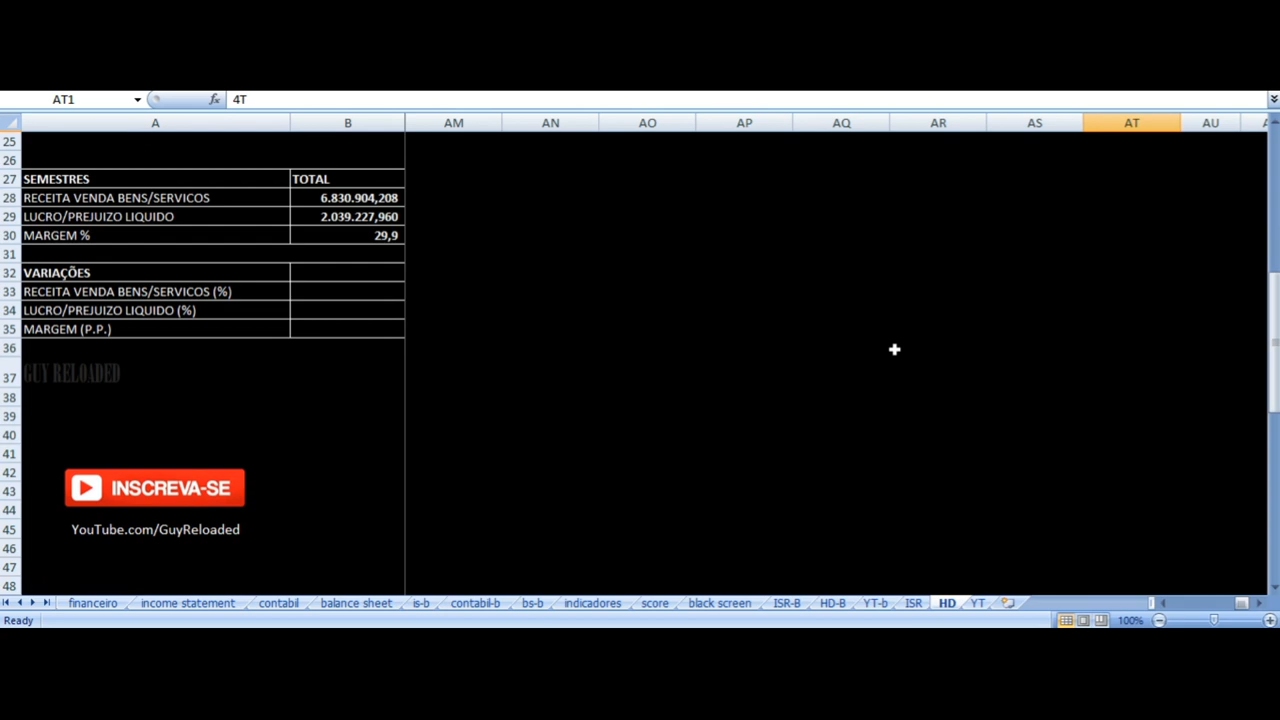 AT1 fx 4T
A B AM AN AO AP AQ AR AS AT AU
25
26
27 SEMESTRES TOTAL
28 RECEITA VENDA BENS/SERVICOS 6.830.904,208
29 LUCRO/PREJUIZO LIQUIDO 2.039.227,960
30 MARGEM % 29,9
31
32 VARIAÇÕES
33 RECEITA VENDA BENS/SERVICOS (%)
34 LUCRO/PREJUIZO LIQUIDO (%)
35 MARGEM (P.P.)
36
37 GUY RELOADED
38
39
40
41
42
43 INSCREVA-SE
44
45 YouTube.com/GuyReloaded
46
47
48
financeiro income statement contabil balance sheet is-b contabil-b bs-b indicadores score black screen ISR-B HD-B YT-b ISR HD YT
Ready 100%